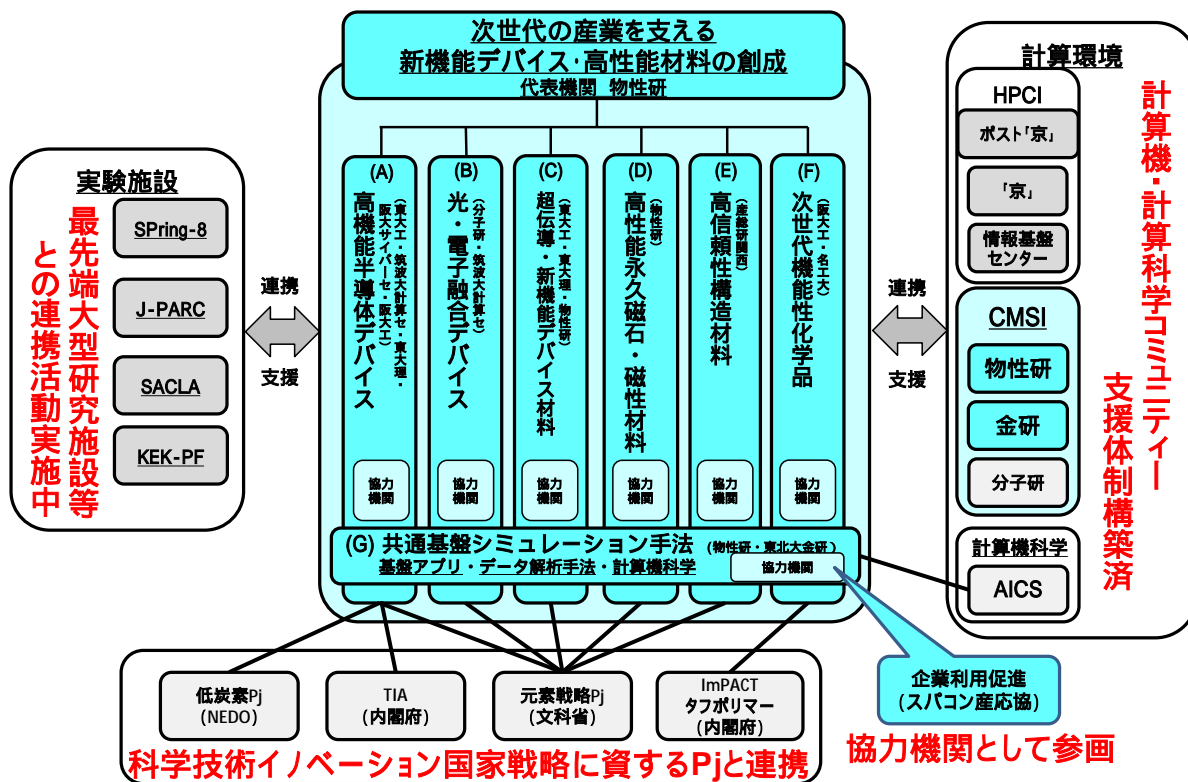 次世代の産業を支える
新機能デバイス･高性能材料の創成
代表機関 物性研
実験施設
SPring-8
J-PARC
SACLA
KEK-PF
最先端大型研究施設等
との連携活動実施中
連携
支援
(A)
高機能半導体デバイス
(東大工・筑波大計算セ・東大理・
阪大サイバーセ・阪大工)
協力
機関
(B)
光・電子融合デバイス
(分子研・筑波大計算セ)
協力
機関
(C)
超伝導・新機能デバイス材料
(東大工・東大理・物性研)
協力
機関
(D)
高性能永久磁石・磁性材料
(物性研)
協力
機関
(E)
高信頼性構造材料
(産総研関西)
協力
機関
(F)
次世代機能性化学品
(阪大工・名工大)
協力
機関
(G) 共通基盤シミュレーション手法 (物性研・東北大金研)
基盤アプリ・データ解析手法・計算機科学
協力機関
連携
支援
計算環境
HPCI
ポスト「京」
「京」
情報基盤
センター
CMSI
物性研
金研
分子研
計算機科学
AICS
計算機・計算科学コミュニティー
支援体制構築済
低炭素Pj
(NEDO)
TIA
(内閣府)
元素戦略Pj
(文科省)
ImPACT
タフポリマー
(内閣府)
科学技術イノベーション国家戦略に資するPjと連携
企業利用促進
(スパコン産応協)
協力機関として参画